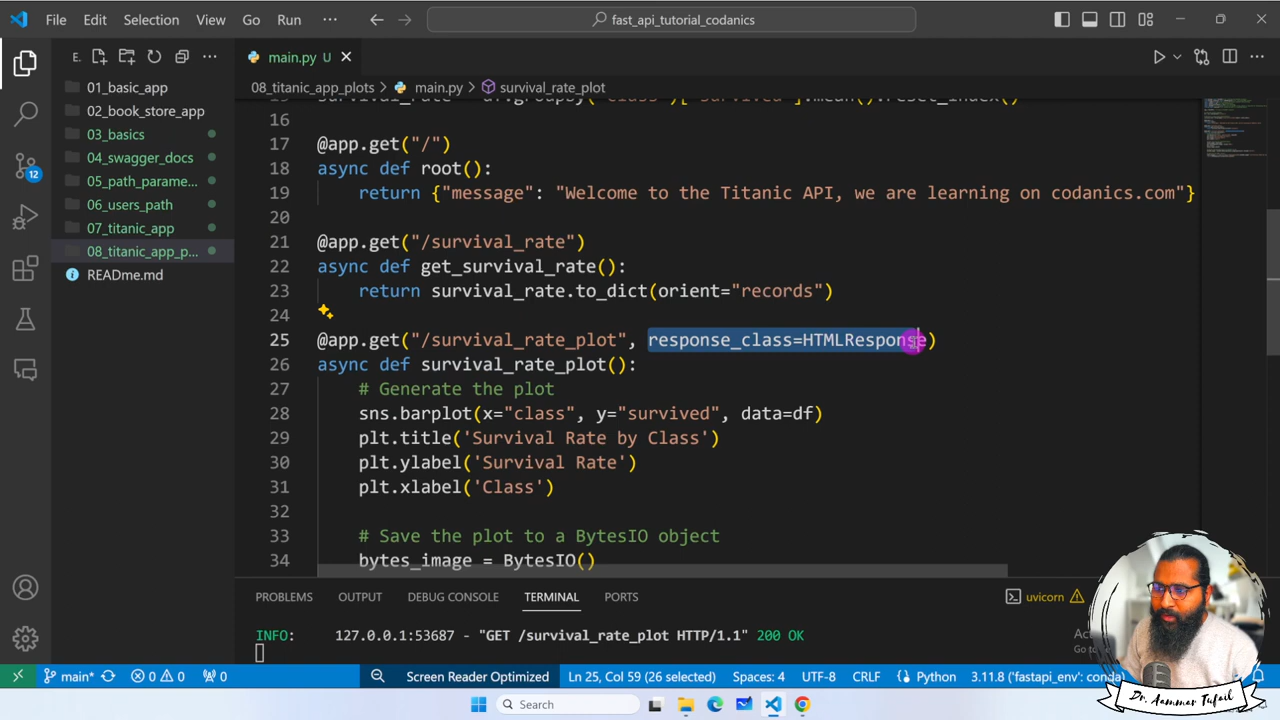 File Edit Selection View Go Run ··· fast_api_tutorial_codanics
E. ···
main.py U
08_titanic_app_plots > main.py > survival_rate_plot
01_basic_app
02_book_store_app
03_basics
04_swagger_docs
05_path_parame...
06_users_path
07_titanic_app
08_titanic_app_p...
READme.md
16
17 @app.get("/")
18 async def root():
19 return {"message": "Welcome to the Titanic API, we are learning on codanics.com"}
20
21 @app.get("/survival_rate")
22 async def get_survival_rate():
23 return survival_rate.to_dict(orient="records")
24
25 @app.get("/survival_rate_plot", response_class=HTMLResponse)
26 async def survival_rate_plot():
27 # Generate the plot
28 sns.barplot(x="class", y="survived", data=df)
29 plt.title('Survival Rate by Class')
30 plt.ylabel('Survival Rate')
31 plt.xlabel('Class')
32
33 # Save the plot to a BytesIO object
34 bytes_image = BytesIO()
12
PROBLEMS OUTPUT DEBUG CONSOLE TERMINAL PORTS uvicorn
INFO: 127.0.0.1:53687 - "GET /survival_rate_plot HTTP/1.1" 200 OK
main* 0 0 0 Screen Reader Optimized Ln 25, Col 59 (26 selected) Spaces: 4 UTF-8 CRLF Python 3.11.8 ('fastapi_env': conda)
Search
Dr. Aammar Tufail